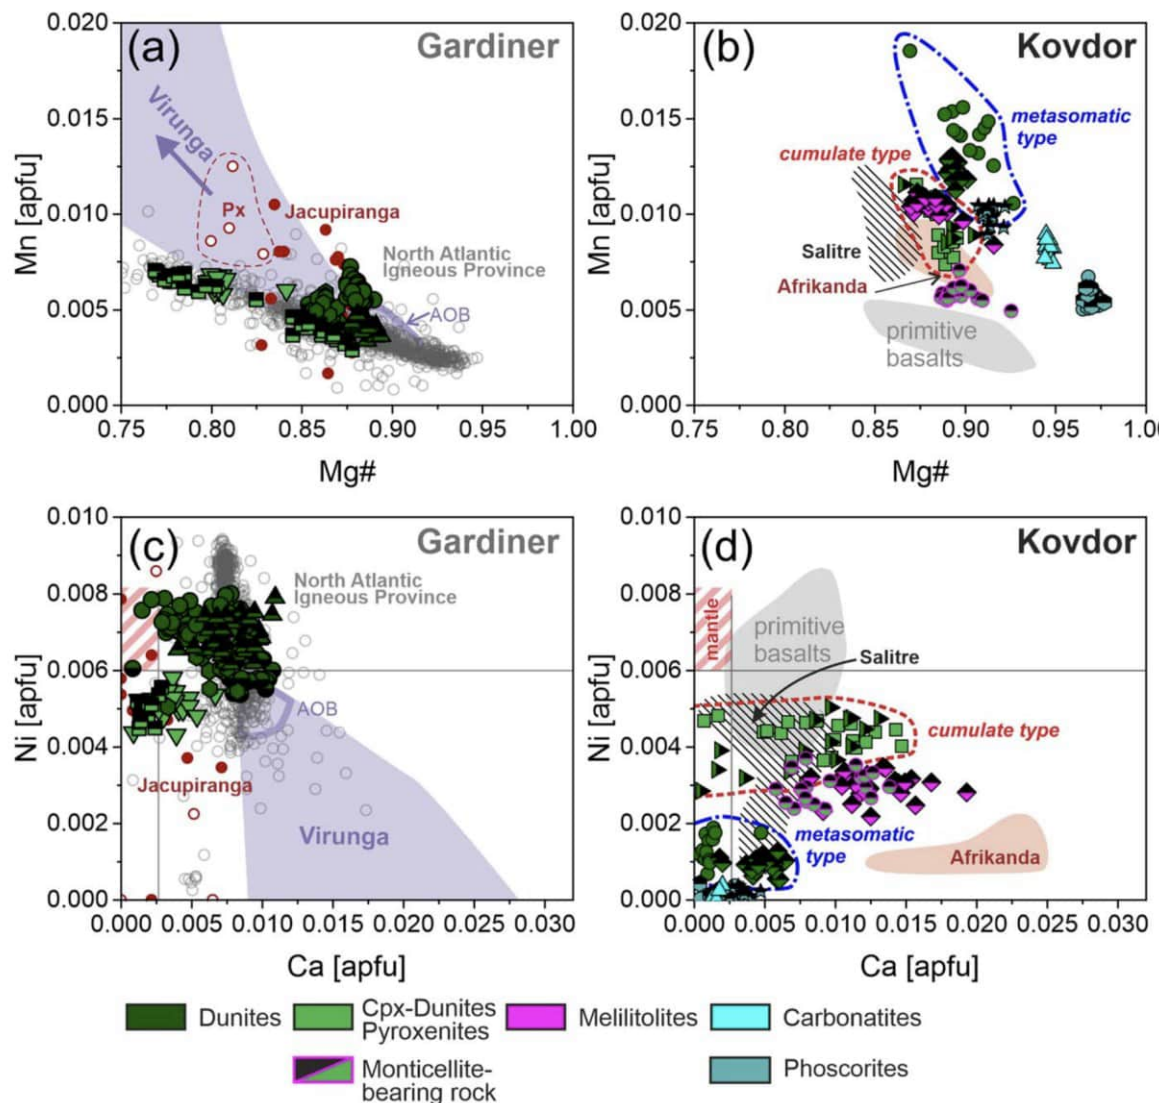 (a)
Gardiner
Virunga
Px
Jacupiranga
North Atlantic
Igneous Province
AOB
0.020
0.015
0.010
0.005
0.000
Mn [apfu]
0.75 0.80 0.85 0.90 0.95 1.00
Mg#
(b)
Kovdor
metasomatic
type
cumulate type
Salitre
Afrikanda
primitive
basalts
0.020
0.015
0.010
0.005
0.000
Mn [apfu]
0.75 0.80 0.85 0.90 0.95 1.0
Mg#
(c)
Gardiner
North Atlantic
Igneous Province
AOB
Jacupiranga
Virunga
0.010
0.008
0.006
0.004
0.002
0.000
Ni [apfu]
0.000 0.005 0.010 0.015 0.020 0.025 0.030
Ca [apfu]
(d)
Kovdor
mantle
primitive
basalts
Salitre
cumulate type
metasomatic
type
Afrikanda
0.010
0.008
0.006
0.004
0.002
0.000
Ni [apfu]
0.000 0.005 0.010 0.015 0.020 0.025 0.030
Ca [apfu]
Dunites
Cpx-Dunites
Pyroxenites
Melilitolites
Carbonatites
Monticellite-
bearing rock
Phoscorites